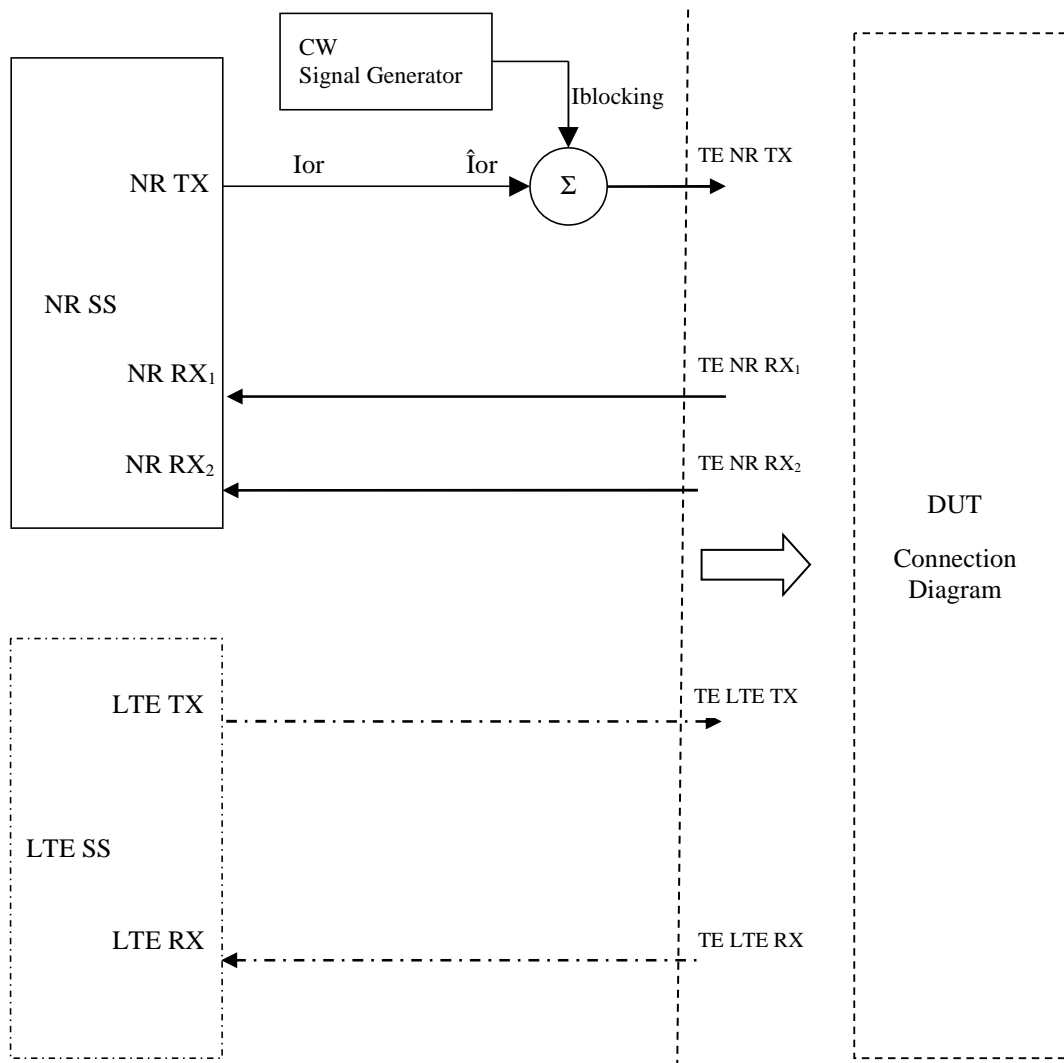 CW
Signal Generator
Iblocking
NR TX
Ior
Îor
Σ
TE NR TX
NR SS
NR RX₁
TE NR RX₁
NR RX₂
TE NR RX₂
DUT
Connection
Diagram
LTE TX
TE LTE TX
LTE SS
LTE RX
TE LTE RX